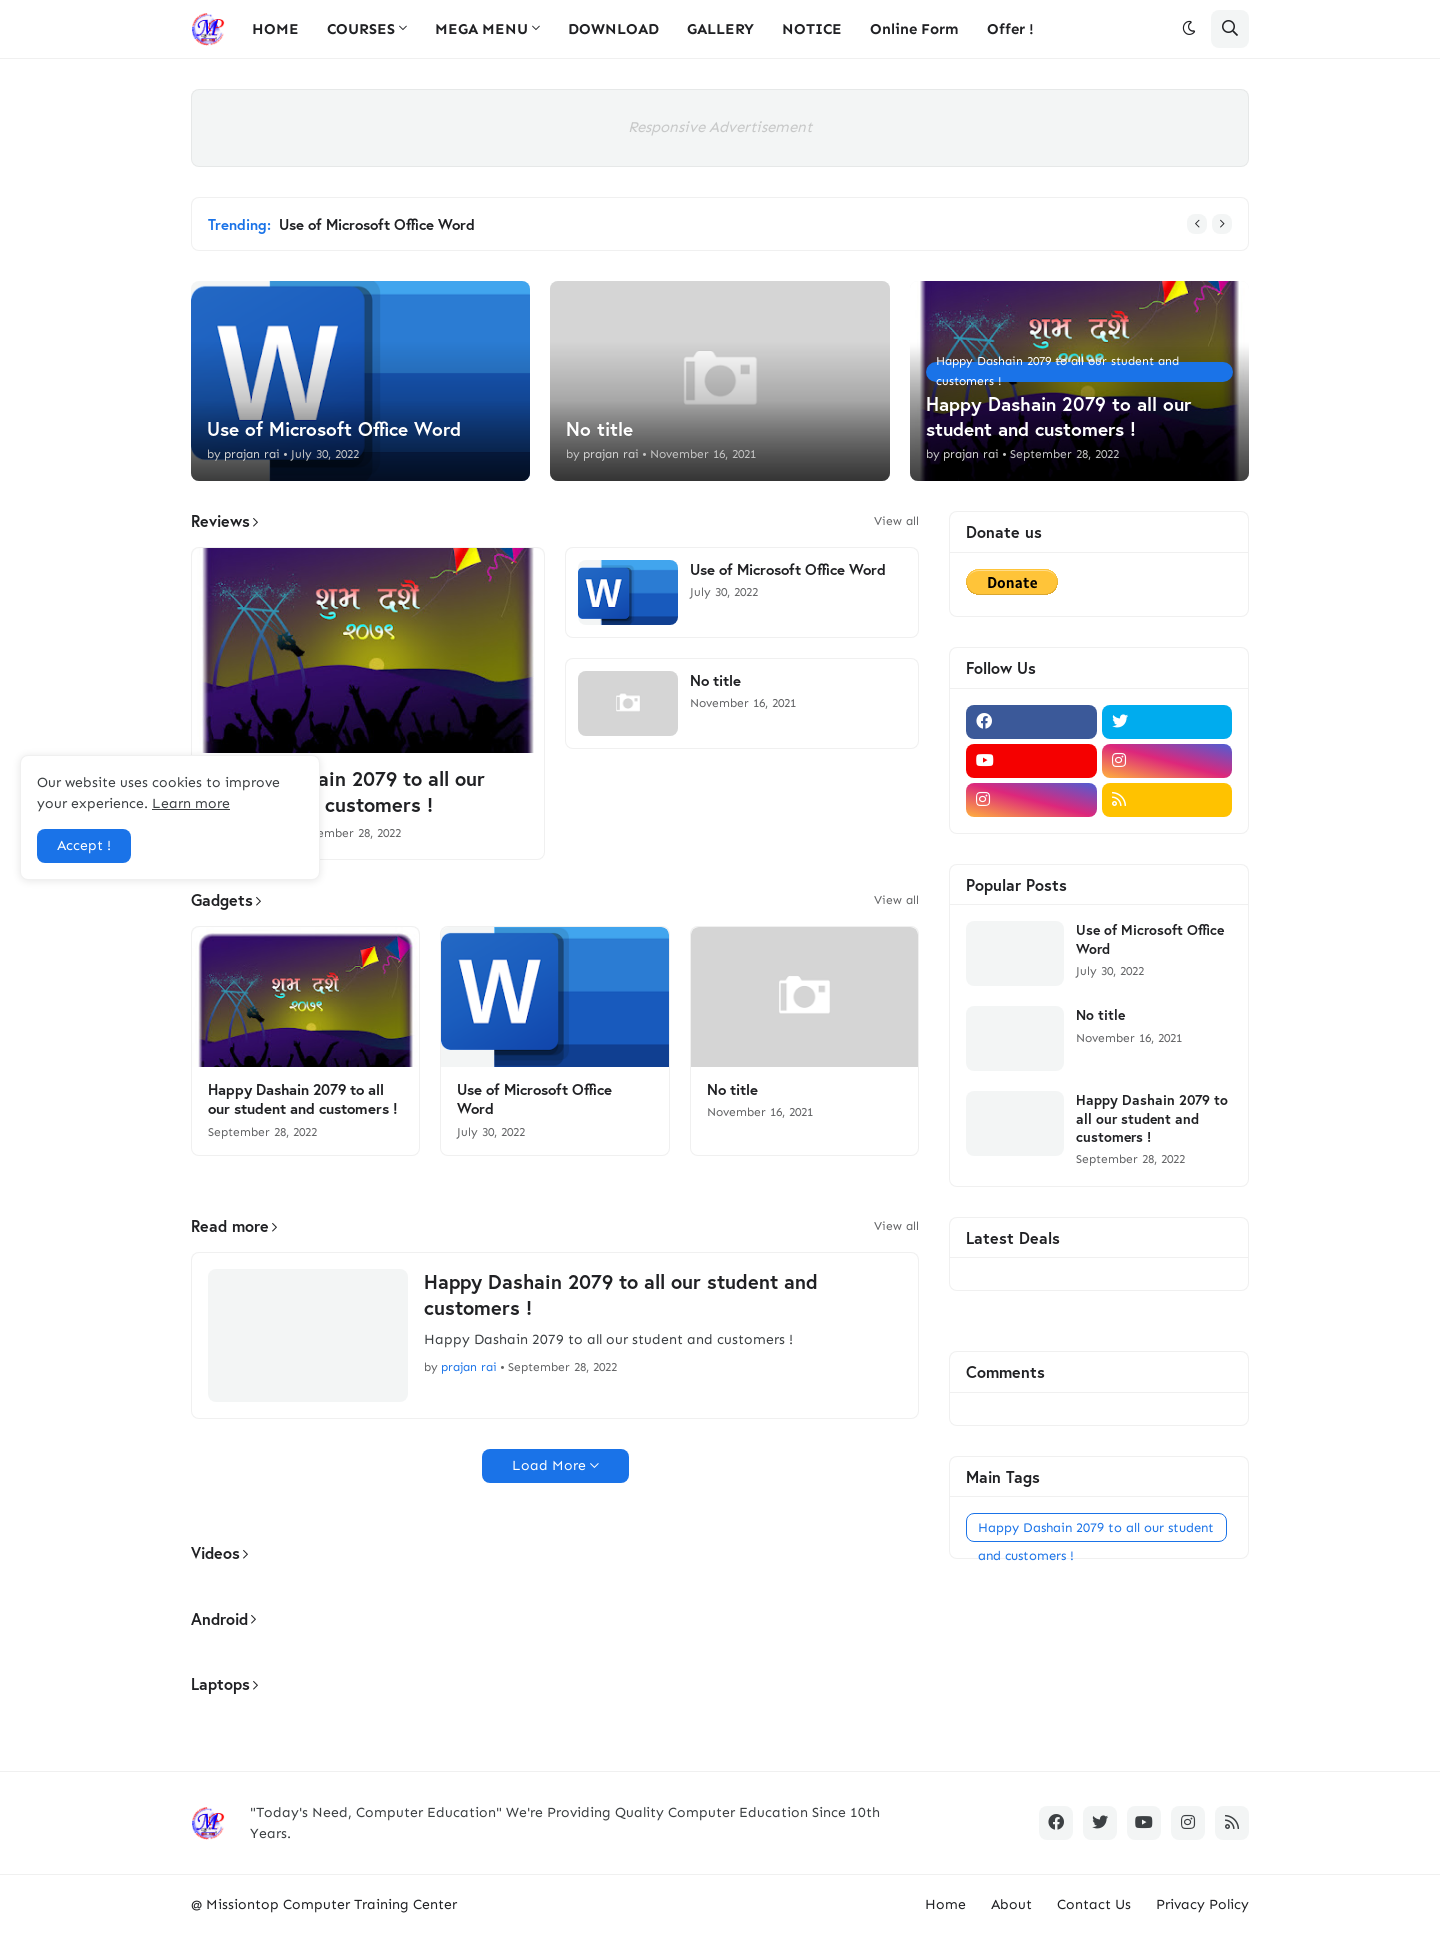 HOME COURSES MEGA MENU DOWNLOAD GALLERY NOTICE Online Form Offer !
Responsive Advertisement
Trending: Use of Microsoft Office Word
W
Use of Microsoft Office Word
by prajan rai • July 30, 2022
No title
by prajan rai • November 16, 2021
शुभ दशैं
२०७९
Happy Dashain 2079 to all our student and
customers !
Happy Dashain 2079 to all our
student and customers !
by prajan rai • September 28, 2022
Reviews
View all
शुभ दशैं
२०७९
ain 2079 to all our
customers !
ember 28, 2022
W
Use of Microsoft Office Word
July 30, 2022
No title
November 16, 2021
Our website uses cookies to improve
your experience. Learn more
Accept !
Gadgets
View all
शुभ दशैं
२०७९
Happy Dashain 2079 to all
our student and customers !
September 28, 2022
W
Use of Microsoft Office
Word
July 30, 2022
No title
November 16, 2021
Read more
View all
Happy Dashain 2079 to all our student and
customers !
Happy Dashain 2079 to all our student and customers !
by prajan rai • September 28, 2022
Load More
Videos
Android
Laptops
Donate us
Donate
Follow Us
Popular Posts
Use of Microsoft Office
Word
July 30, 2022
No title
November 16, 2021
Happy Dashain 2079 to
all our student and
customers !
September 28, 2022
Latest Deals
Comments
Main Tags
Happy Dashain 2079 to all our student
and customers !
"Today's Need, Computer Education" We're Providing Quality Computer Education Since 10th
Years.
@ Missiontop Computer Training Center
Home About Contact Us Privacy Policy